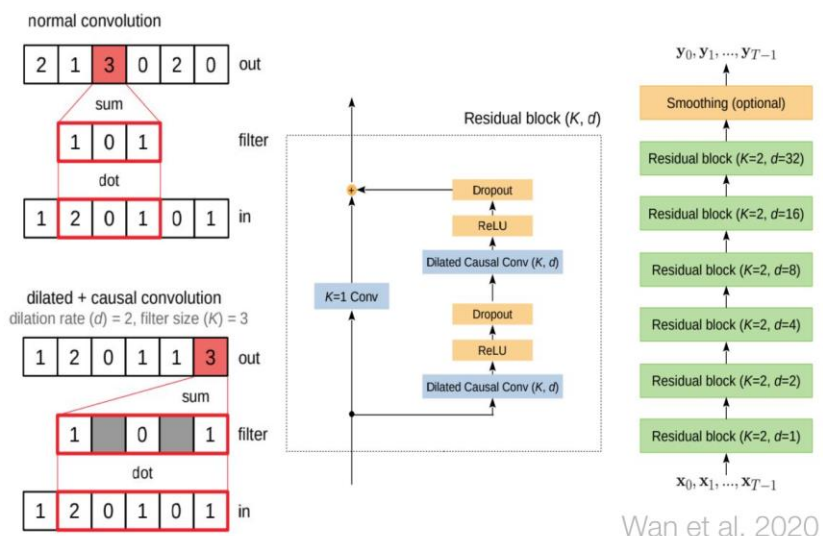 normal convolution
2 1 3 0 2 0 out
sum
1 0 1 filter
dot
1 2 0 1 0 1 in
dilated + causal convolution
dilation rate (d) = 2, filter size (K) = 3
1 2 0 1 1 3 out
sum
1 0 1 filter
dot
1 2 0 1 0 1 in
Residual block (K, d)
+
Dropout
ReLU
Dilated Causal Conv (K, d)
K=1 Conv
Dropout
ReLU
Dilated Causal Conv (K, d)
y₀, y₁, ..., y_T−1
Smoothing (optional)
Residual block (K=2, d=32)
Residual block (K=2, d=16)
Residual block (K=2, d=8)
Residual block (K=2, d=4)
Residual block (K=2, d=2)
Residual block (K=2, d=1)
x₀, x₁, ..., x_T−1
Wan et al. 2020